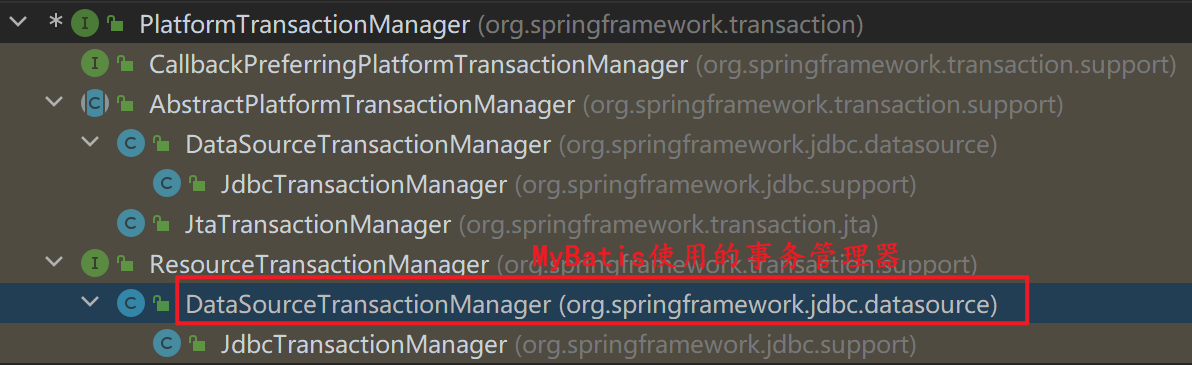 * I PlatformTransactionManager (org.springframework.transaction)
I CallbackPreferringPlatformTransactionManager (org.springframework.transaction.support)
C AbstractPlatformTransactionManager (org.springframework.transaction.support)
C DataSourceTransactionManager (org.springframework.jdbc.datasource)
C JdbcTransactionManager (org.springframework.jdbc.support)
C JtaTransactionManager (org.springframework.transaction.jta)
MyBatis使用的事务管理器
I ResourceTransactionManager (org.springframework.transaction.support)
C DataSourceTransactionManager (org.springframework.jdbc.datasource)
C JdbcTransactionManager (org.springframework.jdbc.support)